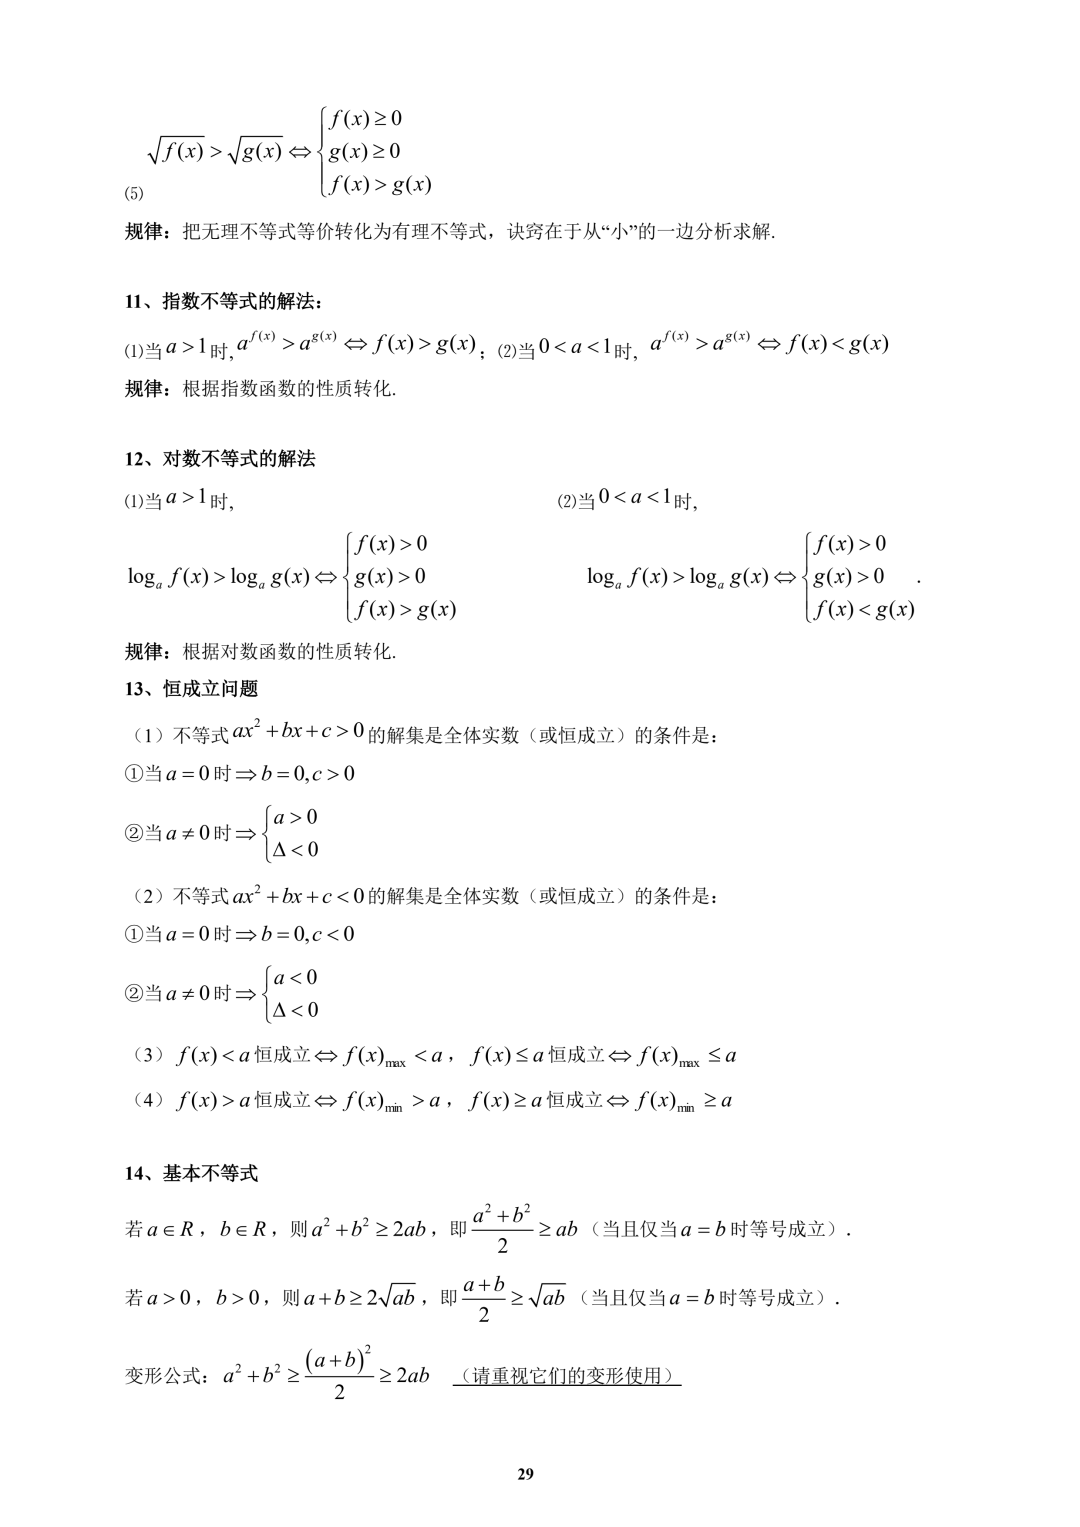 ⑸ $\sqrt{f(x)}>\sqrt{g(x)}\Leftrightarrow\begin{cases}f(x)\geq 0\\g(x)\geq 0\\f(x)>g(x)\end{cases}$
规律：把无理不等式等价转化为有理不等式，诀窍在于从“小”的一边分析求解.
11、指数不等式的解法：
⑴当 $a>1$ 时, $a^{f(x)}>a^{g(x)}\Leftrightarrow f(x)>g(x)$；⑵当 $0<a<1$ 时, $a^{f(x)}>a^{g(x)}\Leftrightarrow f(x)<g(x)$
规律：根据指数函数的性质转化.
12、对数不等式的解法
⑴当 $a>1$ 时, ⑵当 $0<a<1$ 时,
$\log_a f(x)>\log_a g(x)\Leftrightarrow\begin{cases}f(x)>0\\g(x)>0\\f(x)>g(x)\end{cases}$ $\log_a f(x)>\log_a g(x)\Leftrightarrow\begin{cases}f(x)>0\\g(x)>0\\f(x)<g(x)\end{cases}$.
规律：根据对数函数的性质转化.
13、恒成立问题
（1）不等式 $ax^2+bx+c>0$ 的解集是全体实数（或恒成立）的条件是：
①当 $a=0$ 时 $\Rightarrow b=0,c>0$
②当 $a\neq 0$ 时 $\Rightarrow\begin{cases}a>0\\\Delta<0\end{cases}$
（2）不等式 $ax^2+bx+c<0$ 的解集是全体实数（或恒成立）的条件是：
①当 $a=0$ 时 $\Rightarrow b=0,c<0$
②当 $a\neq 0$ 时 $\Rightarrow\begin{cases}a<0\\\Delta<0\end{cases}$
（3）$f(x)<a$ 恒成立 $\Leftrightarrow f(x)_{\max}<a$，$f(x)\leq a$ 恒成立 $\Leftrightarrow f(x)_{\max}\leq a$
（4）$f(x)>a$ 恒成立 $\Leftrightarrow f(x)_{\min}>a$，$f(x)\geq a$ 恒成立 $\Leftrightarrow f(x)_{\min}\geq a$
14、基本不等式
若 $a\in R$，$b\in R$，则 $a^2+b^2\geq 2ab$，即 $\frac{a^2+b^2}{2}\geq ab$（当且仅当 $a=b$ 时等号成立）.
若 $a>0$，$b>0$，则 $a+b\geq 2\sqrt{ab}$，即 $\frac{a+b}{2}\geq\sqrt{ab}$（当且仅当 $a=b$ 时等号成立）.
变形公式：$a^2+b^2\geq\frac{(a+b)^2}{2}\geq 2ab$ （请重视它们的变形使用）
29